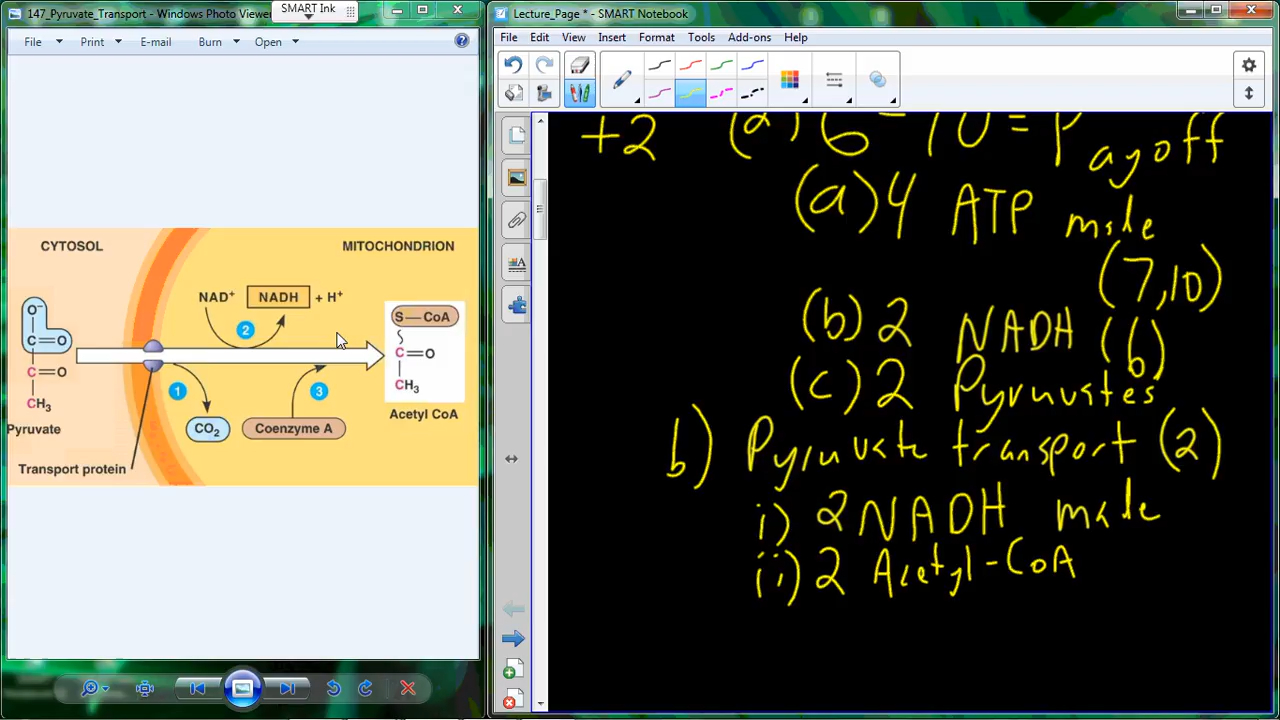 147_Pyruvate_Transport - Windows Photo Viewer
SMART Ink
File Print E-mail Burn Open
CYTOSOL
MITOCHONDRION
NAD+ NADH + H+
O-
C=O
C=O
CH3
Pyruvate
Transport protein
1
2
3
CO2
Coenzyme A
S—CoA
C=O
CH3
Acetyl CoA
Lecture_Page * - SMART Notebook
File Edit View Insert Format Tools Add-ons Help
+2 (a) 6-10 = Payoff
(a) 4 ATP made
(7,10)
(b) 2 NADH (6)
(c) 2 Pyruvates
b) Pyruvate transport (2)
i) 2 NADH made
ii) 2 Acetyl-CoA